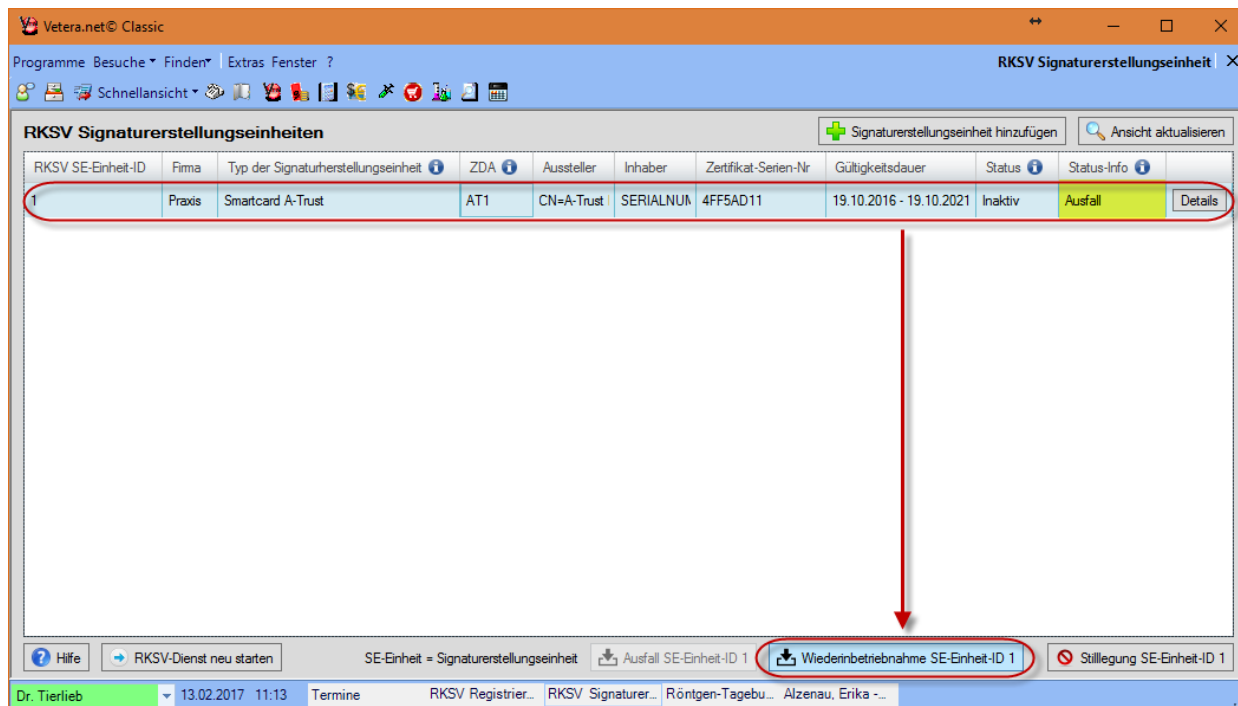 Vetera.net© Classic
Programme Besuche Finden Extras Fenster ? RKSV Signaturerstellungseinheit
Schnellansicht
RKSV Signaturerstellungseinheiten Signaturerstellungseinheit hinzufügen Ansicht aktualisieren
RKSV SE-Einheit-ID Firma Typ der Signaturherstellungseinheit ZDA Aussteller Inhaber Zertifikat-Serien-Nr Gültigkeitsdauer Status Status-Info
1 Praxis Smartcard A-Trust AT1 CN=A-Trust SERIALNUM 4FF5AD11 19.10.2016 - 19.10.2021 Inaktiv Ausfall Details
Hilfe RKSV-Dienst neu starten SE-Einheit = Signaturerstellungseinheit Ausfall SE-Einheit-ID 1 Wiederinbetriebnahme SE-Einheit-ID 1 Stilllegung SE-Einheit-ID 1
Dr. Tierlieb 13.02.2017 11:13 Termine RKSV Registrier... RKSV Signaturer... Röntgen-Tagebu... Alzenau, Erika -...